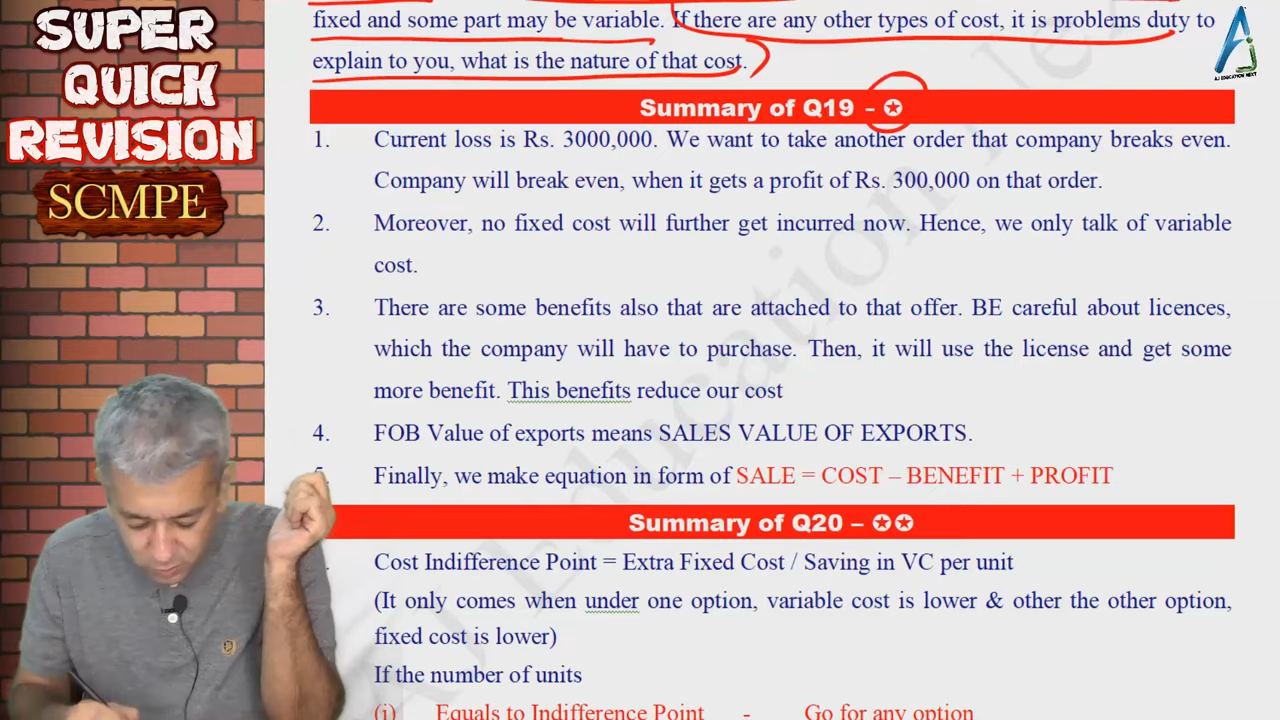 SUPER
QUICK
REVISION
SCMPE
fixed and some part may be variable. If there are any other types of cost, it is problems duty to
explain to you, what is the nature of that cost.
AJ EDUCATION NEXT
Summary of Q19 - ✪
1. Current loss is Rs. 3000,000. We want to take another order that company breaks even.
Company will break even, when it gets a profit of Rs. 300,000 on that order.
2. Moreover, no fixed cost will further get incurred now. Hence, we only talk of variable
cost.
3. There are some benefits also that are attached to that offer. BE careful about licences,
which the company will have to purchase. Then, it will use the license and get some
more benefit. This benefits reduce our cost
4. FOB Value of exports means SALES VALUE OF EXPORTS.
Finally, we make equation in form of SALE = COST – BENEFIT + PROFIT
Summary of Q20 – ✪✪
Cost Indifference Point = Extra Fixed Cost / Saving in VC per unit
(It only comes when under one option, variable cost is lower & other the other option,
fixed cost is lower)
If the number of units
(i) Equals to Indifference Point - Go for any option